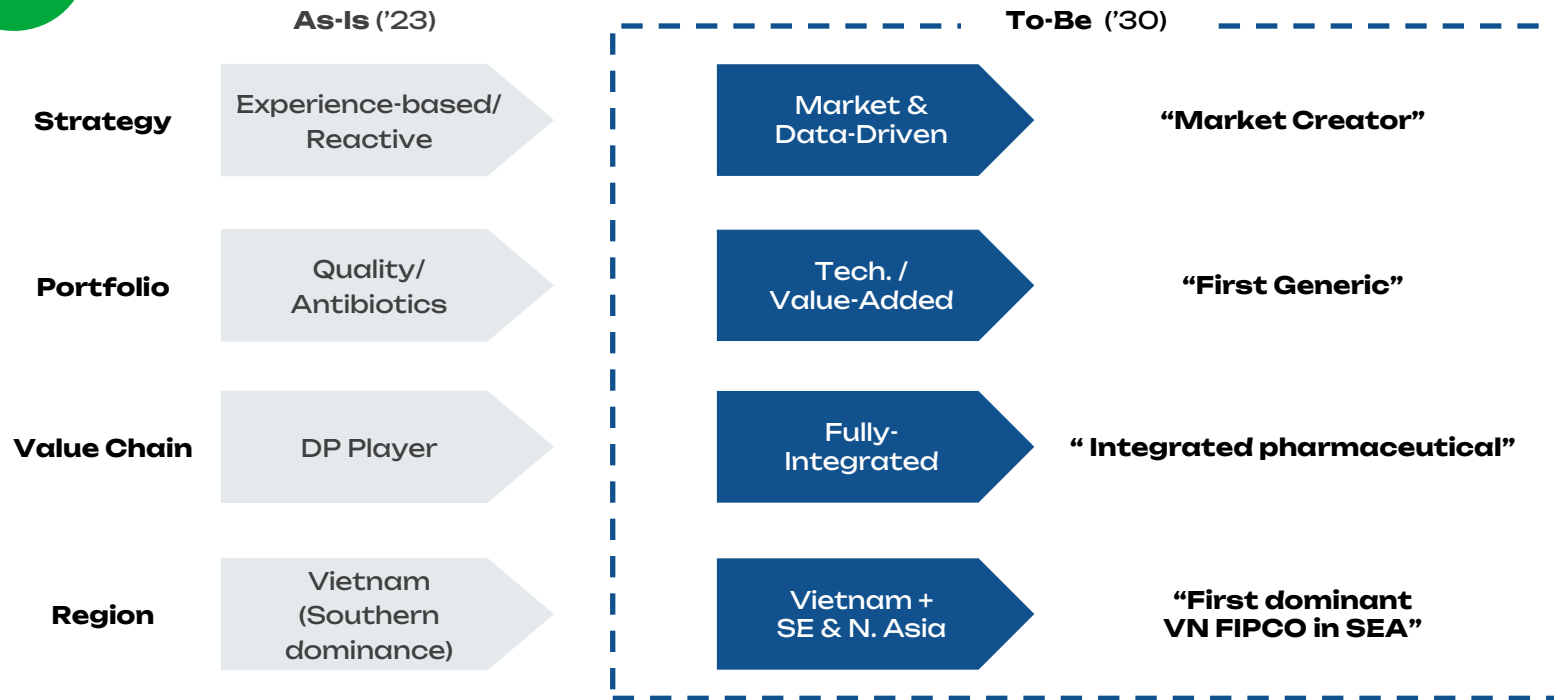 As-Is (’23)
To-Be (’30)
Strategy
Experience-based/
Reactive
Market &
Data-Driven
“Market Creator”
Portfolio
Quality/
Antibiotics
Tech. /
Value-Added
“First Generic”
Value Chain
DP Player
Fully-
Integrated
“ Integrated pharmaceutical”
Region
Vietnam
(Southern
dominance)
Vietnam +
SE & N. Asia
“First dominant
VN FIPCO in SEA”